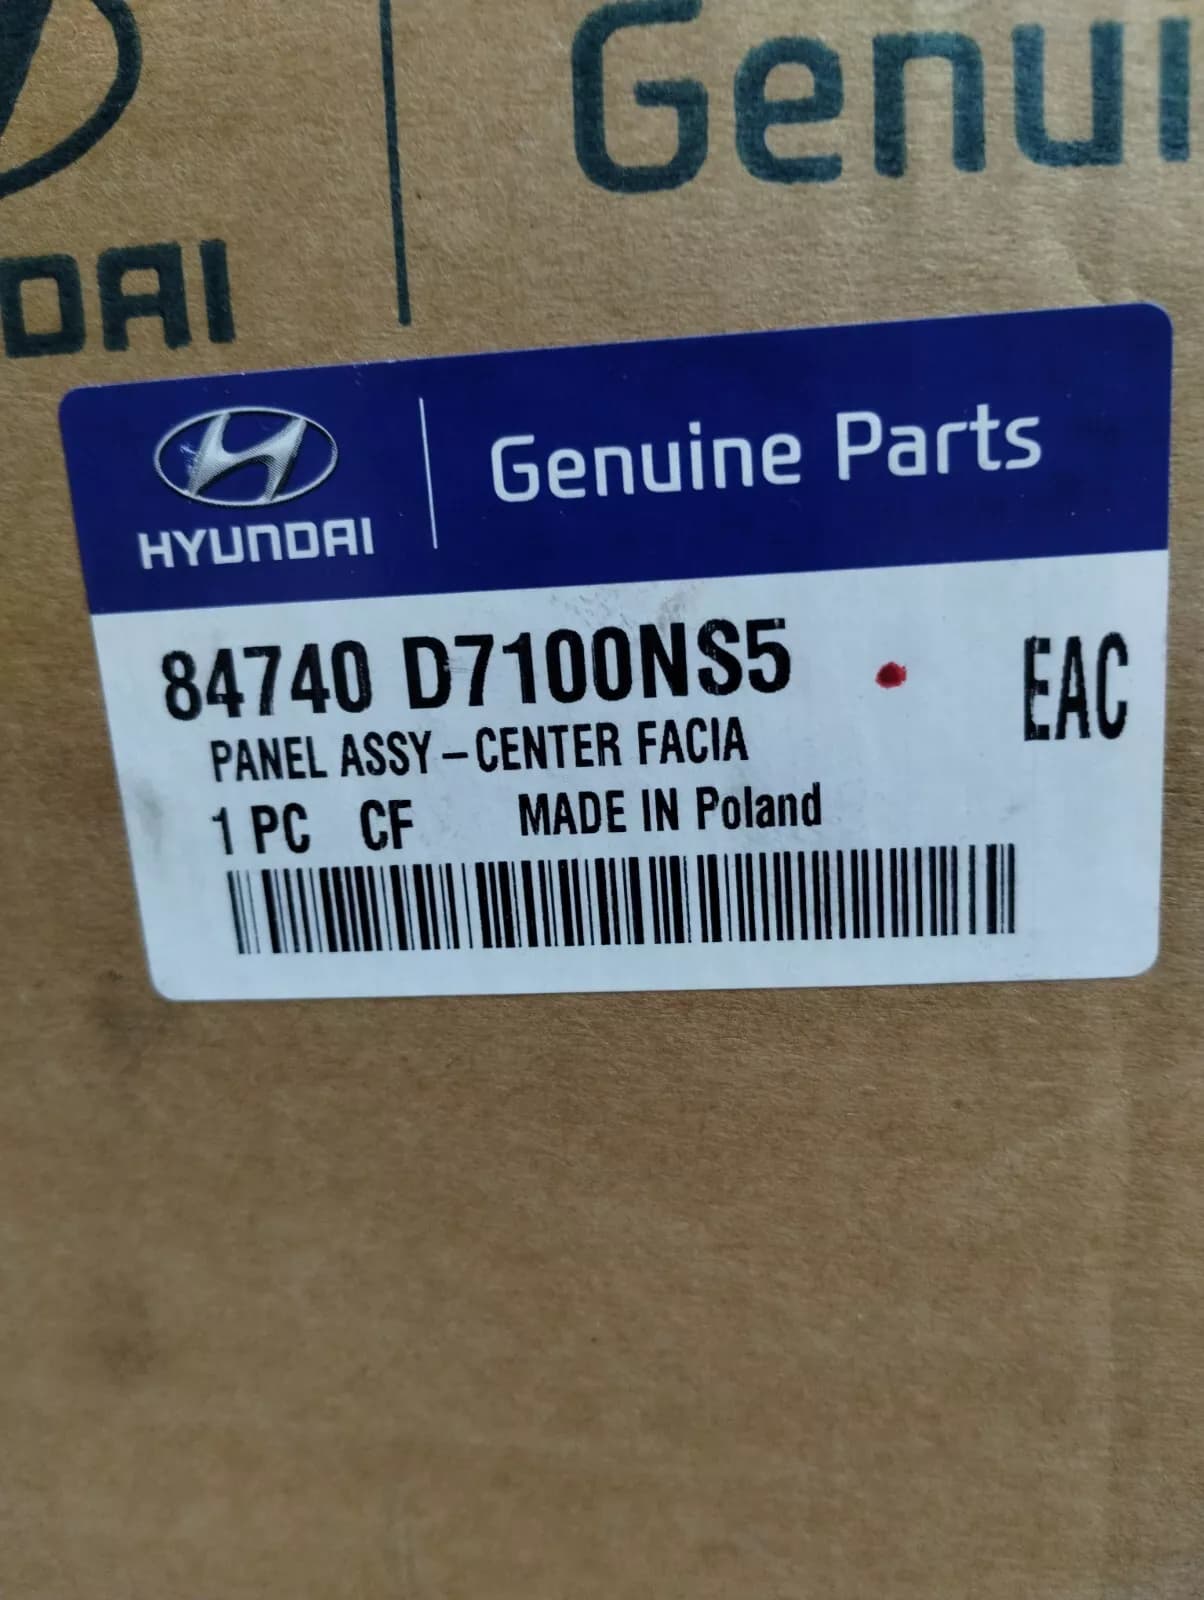 Genui
DAI
HYUNDAI
Genuine Parts
84740 D7100NS5
EAC
PANEL ASSY-CENTER FACIA
1 PC CF MADE IN Poland